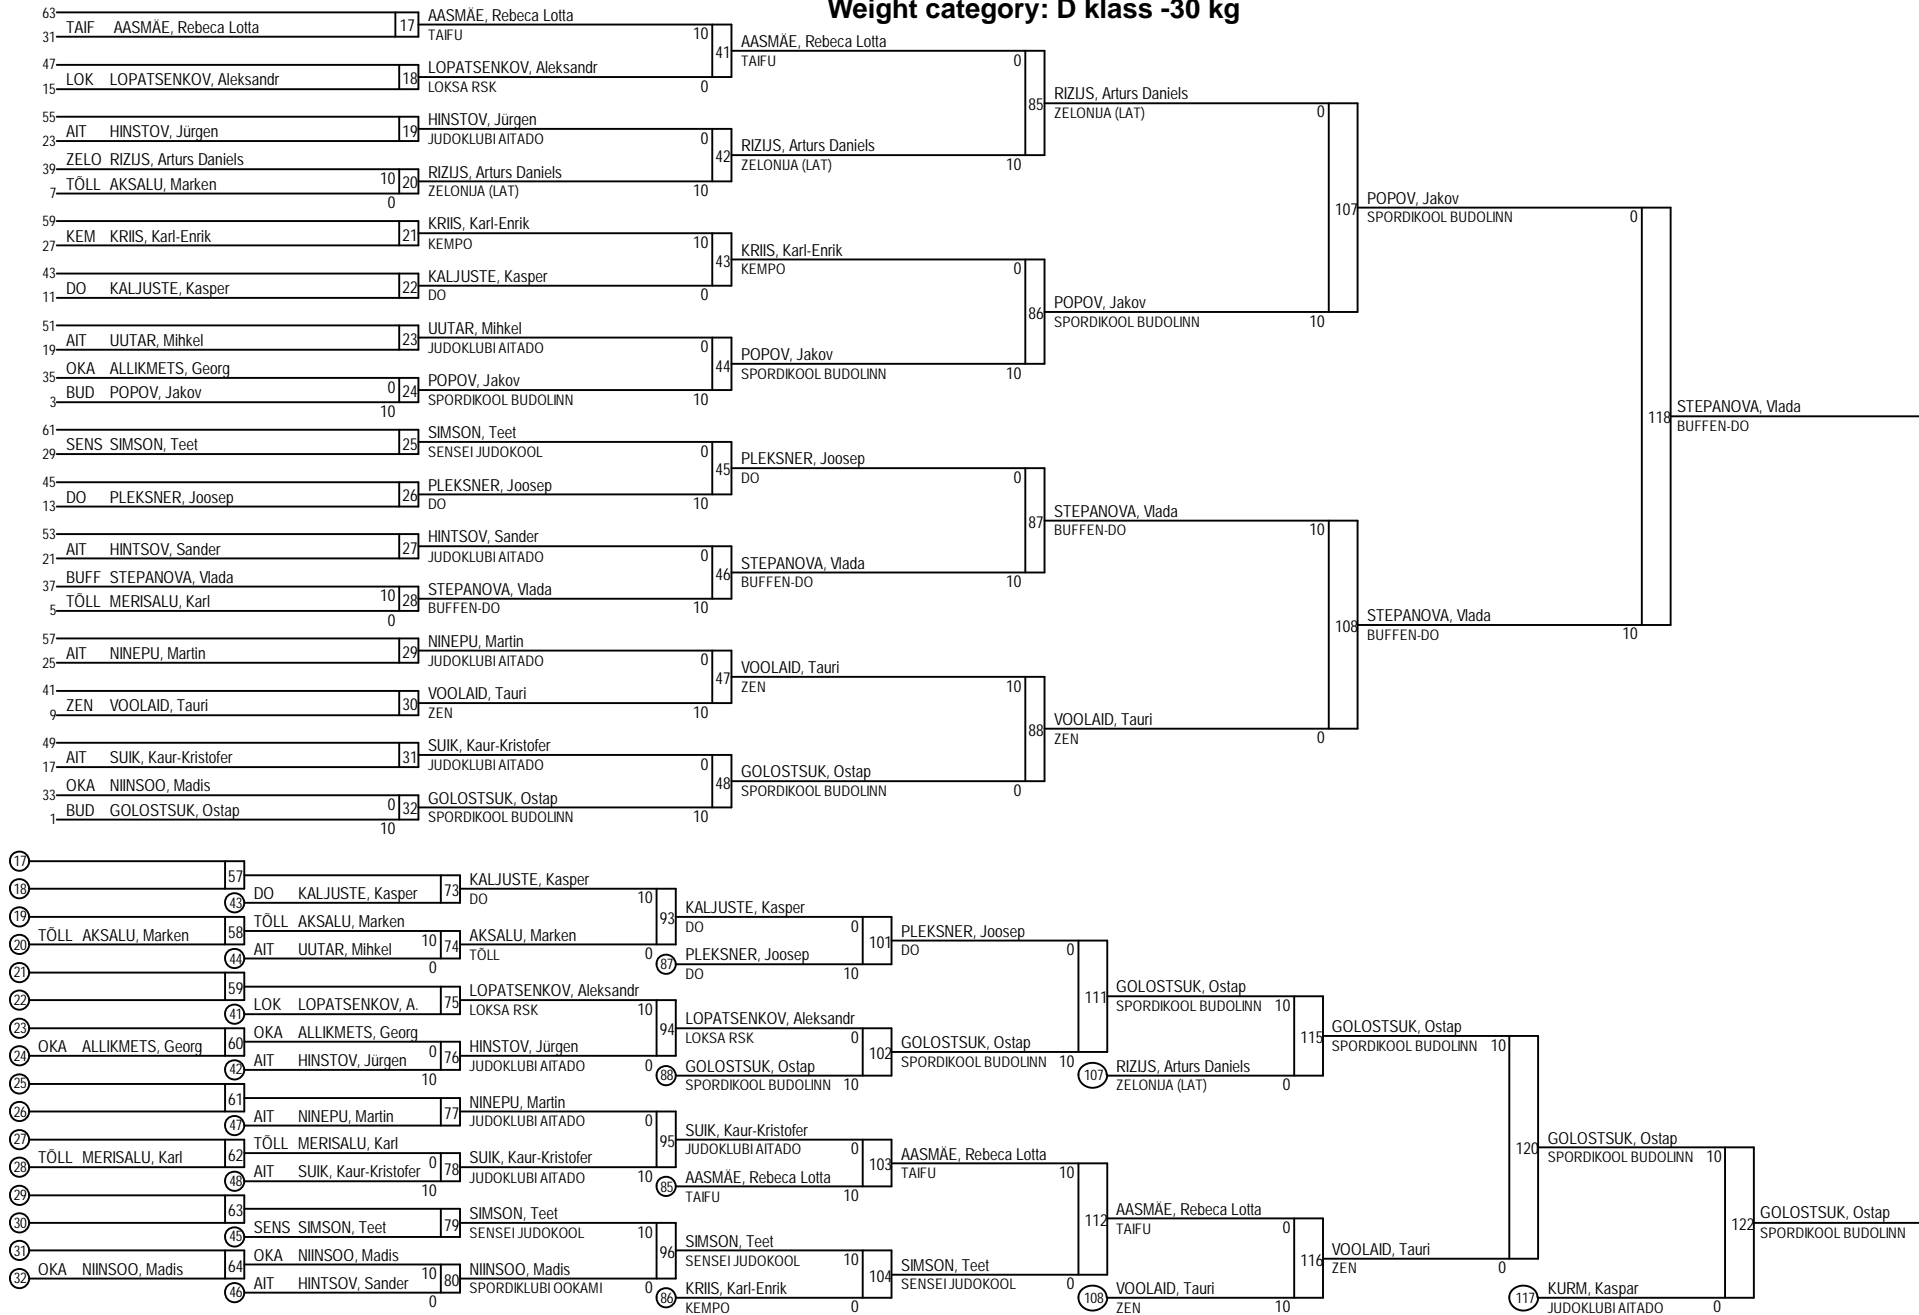 Weight category: D klass -30 kg
63
31 TAIF AASMÄE, Rebeca Lotta 17
47
15 LOK LOPATSENKOV, Aleksandr 18
55
23 AIT HINSTOV, Jürgen 19
39 ZELO RIZIJS, Arturs Daniels 10
7 TÕLL AKSALU, Marken 0 20
59
27 KEM KRIIS, Karl-Enrik 21
43
11 DO KALJUSTE, Kasper 22
51
19 AIT UUTAR, Mihkel 23
35 OKA ALLIKMETS, Georg 0
3 BUD POPOV, Jakov 10 24
61
29 SENS SIMSON, Teet 25
45
13 DO PLEKSNER, Joosep 26
53
21 AIT HINTSOV, Sander 27
37 BUFF STEPANOVA, Vlada 10
5 TÕLL MERISALU, Karl 0 28
57
25 AIT NINEPU, Martin 29
41
9 ZEN VOOLAID, Tauri 30
49
17 AIT SUIK, Kaur-Kristofer 31
33 OKA NIINSOO, Madis 0
1 BUD GOLOSTSUK, Ostap 10 32
AASMÄE, Rebeca Lotta
TAIFU 10
41
LOPATSENKOV, Aleksandr
LOKSA RSK 0
HINSTOV, Jürgen
JUDOKLUBI AITADO 0
42
RIZIJS, Arturs Daniels
ZELONIJA (LAT) 10
KRIIS, Karl-Enrik
KEMPO 10
43
KALJUSTE, Kasper
DO 0
UUTAR, Mihkel
JUDOKLUBI AITADO 0
44
POPOV, Jakov
SPORDIKOOL BUDOLINN 10
SIMSON, Teet
SENSEI JUDOKOOL 0
45
PLEKSNER, Joosep
DO 10
HINTSOV, Sander
JUDOKLUBI AITADO 0
46
STEPANOVA, Vlada
BUFFEN-DO 10
NINEPU, Martin
JUDOKLUBI AITADO 0
47
VOOLAID, Tauri
ZEN 10
SUIK, Kaur-Kristofer
JUDOKLUBI AITADO 0
48
GOLOSTSUK, Ostap
SPORDIKOOL BUDOLINN 10
AASMÄE, Rebeca Lotta
TAIFU 0
85
RIZIJS, Arturs Daniels
ZELONIJA (LAT) 10
KRIIS, Karl-Enrik
KEMPO 0
86
POPOV, Jakov
SPORDIKOOL BUDOLINN 10
PLEKSNER, Joosep
DO 0
87
STEPANOVA, Vlada
BUFFEN-DO 10
VOOLAID, Tauri
ZEN 10
88
GOLOSTSUK, Ostap
SPORDIKOOL BUDOLINN 0
RIZIJS, Arturs Daniels
ZELONIJA (LAT) 0
107
POPOV, Jakov
SPORDIKOOL BUDOLINN 10
STEPANOVA, Vlada
BUFFEN-DO 10
108
VOOLAID, Tauri
ZEN 0
POPOV, Jakov
SPORDIKOOL BUDOLINN 0
118
STEPANOVA, Vlada
BUFFEN-DO 10
STEPANOVA, Vlada
BUFFEN-DO
17
18 57
19
20 TÕLL AKSALU, Marken 58
21
22 59
23
24 OKA ALLIKMETS, Georg 60
25
26 61
27
28 TÕLL MERISALU, Karl 62
29
30 63
31
32 OKA NIINSOO, Madis 64
43 DO KALJUSTE, Kasper 73
TÕLL AKSALU, Marken 10
44 AIT UUTAR, Mihkel 0 74
41 LOK LOPATSENKOV, A. 75
OKA ALLIKMETS, Georg 0
42 AIT HINSTOV, Jürgen 10 76
47 AIT NINEPU, Martin 77
TÕLL MERISALU, Karl 0
48 AIT SUIK, Kaur-Kristofer 10 78
45 SENS SIMSON, Teet 79
OKA NIINSOO, Madis 10
46 AIT HINTSOV, Sander 0 80
KALJUSTE, Kasper
DO 10
93
AKSALU, Marken
TÕLL 0
LOPATSENKOV, Aleksandr
LOKSA RSK 10
94
HINSTOV, Jürgen
JUDOKLUBI AITADO 0
NINEPU, Martin
JUDOKLUBI AITADO 0
95
SUIK, Kaur-Kristofer
JUDOKLUBI AITADO 10
SIMSON, Teet
SENSEI JUDOKOOL 10
96
NIINSOO, Madis
SPORDIKLUBI OOKAMI 0
KALJUSTE, Kasper
DO 0
101
87 PLEKSNER, Joosep
DO 10
LOPATSENKOV, Aleksandr
LOKSA RSK 0
102
88 GOLOSTSUK, Ostap
SPORDIKOOL BUDOLINN 10
SUIK, Kaur-Kristofer
JUDOKLUBI AITADO 0
103
85 AASMÄE, Rebeca Lotta
TAIFU 10
SIMSON, Teet
SENSEI JUDOKOOL 10
104
86 KRIIS, Karl-Enrik
KEMPO 0
PLEKSNER, Joosep
DO 0
111
GOLOSTSUK, Ostap
SPORDIKOOL BUDOLINN 10
AASMÄE, Rebeca Lotta
TAIFU 10
112
SIMSON, Teet
SENSEI JUDOKOOL 0
GOLOSTSUK, Ostap
SPORDIKOOL BUDOLINN 10
115
107 RIZIJS, Arturs Daniels
ZELONIJA (LAT) 0
AASMÄE, Rebeca Lotta
TAIFU 0
116
108 VOOLAID, Tauri
ZEN 10
GOLOSTSUK, Ostap
SPORDIKOOL BUDOLINN 10
120
VOOLAID, Tauri
ZEN 0
GOLOSTSUK, Ostap
SPORDIKOOL BUDOLINN 10
122
117 KURM, Kaspar
JUDOKLUBI AITADO 0
GOLOSTSUK, Ostap
SPORDIKOOL BUDOLINN